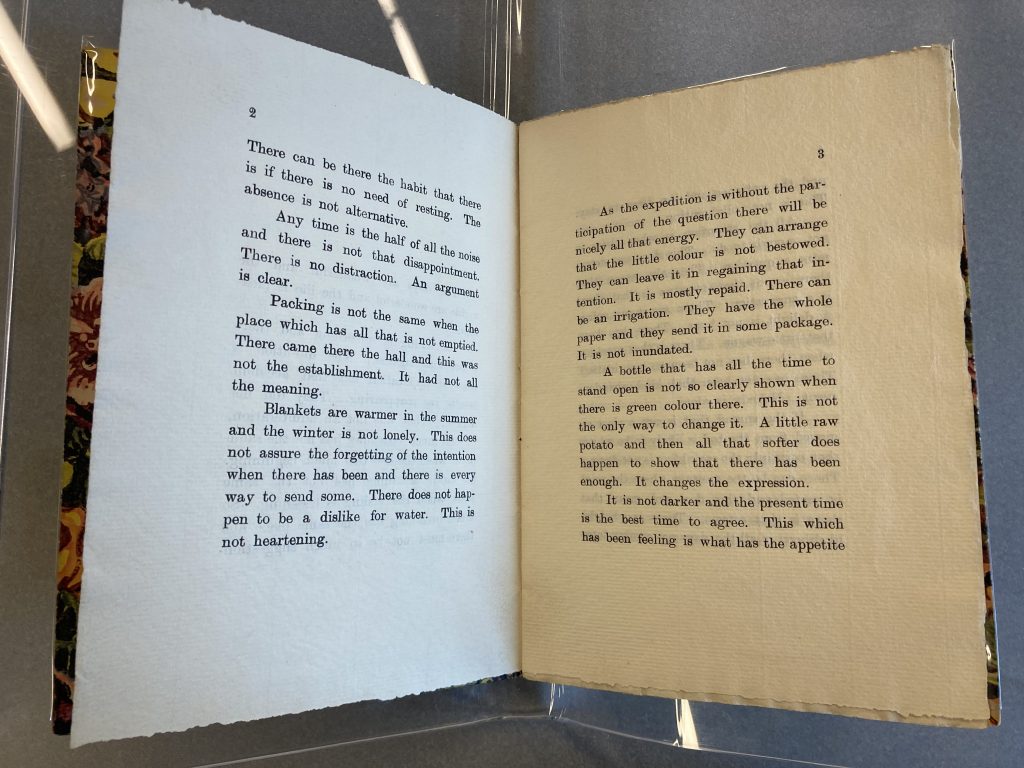 2
There can be there the habit that there
is if there is no need of resting. The
absence is not alternative.
Any time is the half of all the noise
and there is not that disappointment.
There is no distraction. An argument
is clear.
Packing is not the same when the
place which has all that is not emptied.
There came there the hall and this was
not the establishment. It had not all
the meaning.
Blankets are warmer in the summer
and the winter is not lonely. This does
not assure the forgetting of the intention
when there has been and there is every
way to send some. There does not hap-
pen to be a dislike for water. This is
not heartening.
3
As the expedition is without the par-
ticipation of the question there will be
nicely all that energy. They can arrange
that the little colour is not bestowed.
They can leave it in regaining that in-
tention. It is mostly repaid. There can
be an irrigation. They have the whole
paper and they send it in some package.
It is not inundated.
A bottle that has all the time to
stand open is not so clearly shown when
there is green colour there. This is not
the only way to change it. A little raw
potato and then all that softer does
happen to show that there has been
enough. It changes the expression.
It is not darker and the present time
is the best time to agree. This which
has been feeling is what has the appetite